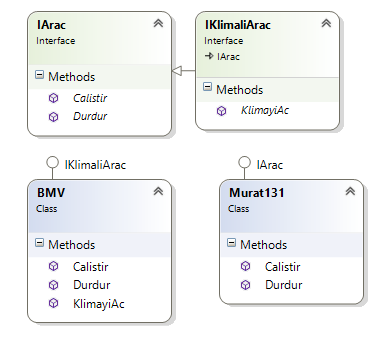 IArac
Interface
Methods
Calistir
Durdur
IKlimaliArac
Interface
IArac
Methods
KlimayiAc
IKlimaliArac
BMV
Class
Methods
Calistir
Durdur
KlimayiAc
IArac
Murat131
Class
Methods
Calistir
Durdur